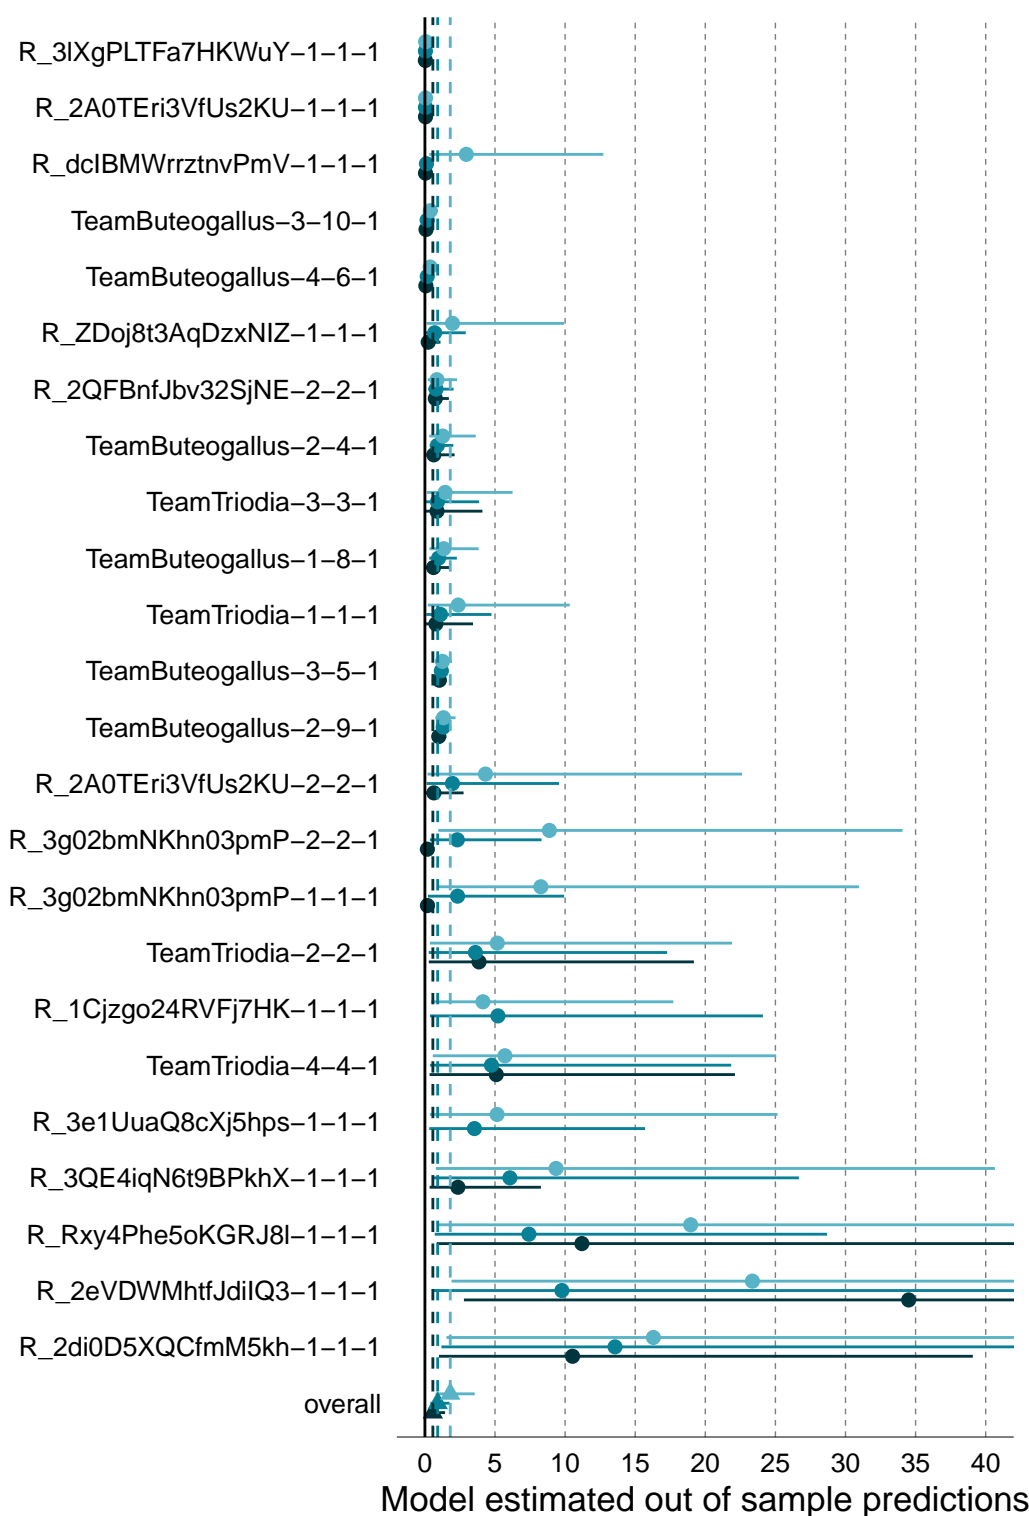 R_3lXgPLTFa7HKWuY−1−1−1
R_2A0TEri3VfUs2KU−1−1−1
R_dcIBMWrrztnvPmV−1−1−1
TeamButeogallus−3−10−1
TeamButeogallus−4−6−1
R_ZDoj8t3AqDzxNIZ−1−1−1
R_2QFBnfJbv32SjNE−2−2−1
TeamButeogallus−2−4−1
TeamTriodia−3−3−1
TeamButeogallus−1−8−1
TeamTriodia−1−1−1
TeamButeogallus−3−5−1
TeamButeogallus−2−9−1
R_2A0TEri3VfUs2KU−2−2−1
R_3g02bmNKhn03pmP−2−2−1
R_3g02bmNKhn03pmP−1−1−1
TeamTriodia−2−2−1
R_1Cjzgo24RVFj7HK−1−1−1
TeamTriodia−4−4−1
R_3e1UuaQ8cXj5hps−1−1−1
R_3QE4iqN6t9BPkhX−1−1−1
R_Rxy4Phe5oKGRJ8l−1−1−1
R_2eVDWMhtfJdiIQ3−1−1−1
R_2di0D5XQCfmM5kh−1−1−1
overall
0 5 10 15 20 25 30 35 40
Model estimated out of sample predictions